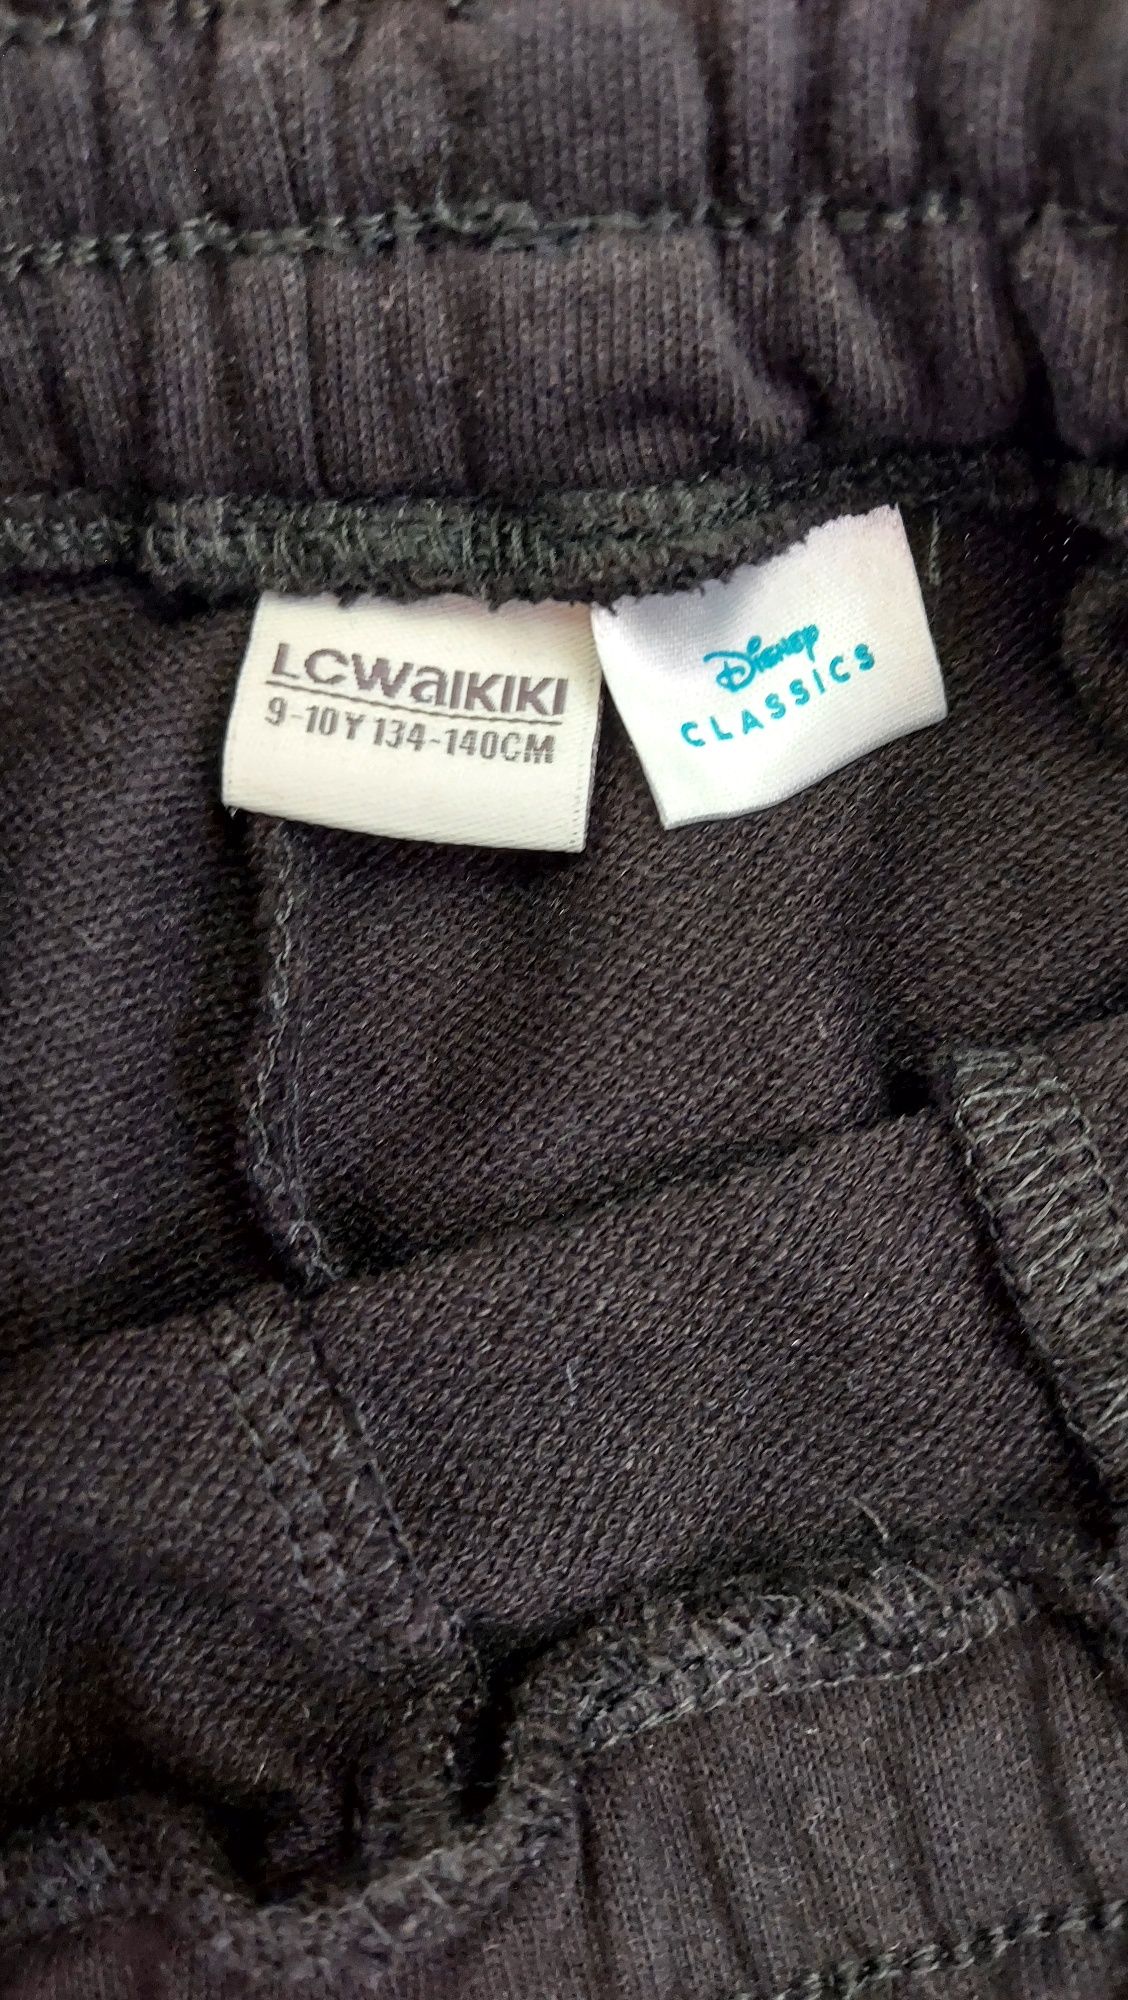 LCWAIKIKI
9-10Y 134-140CM
Disney
CLASSICS